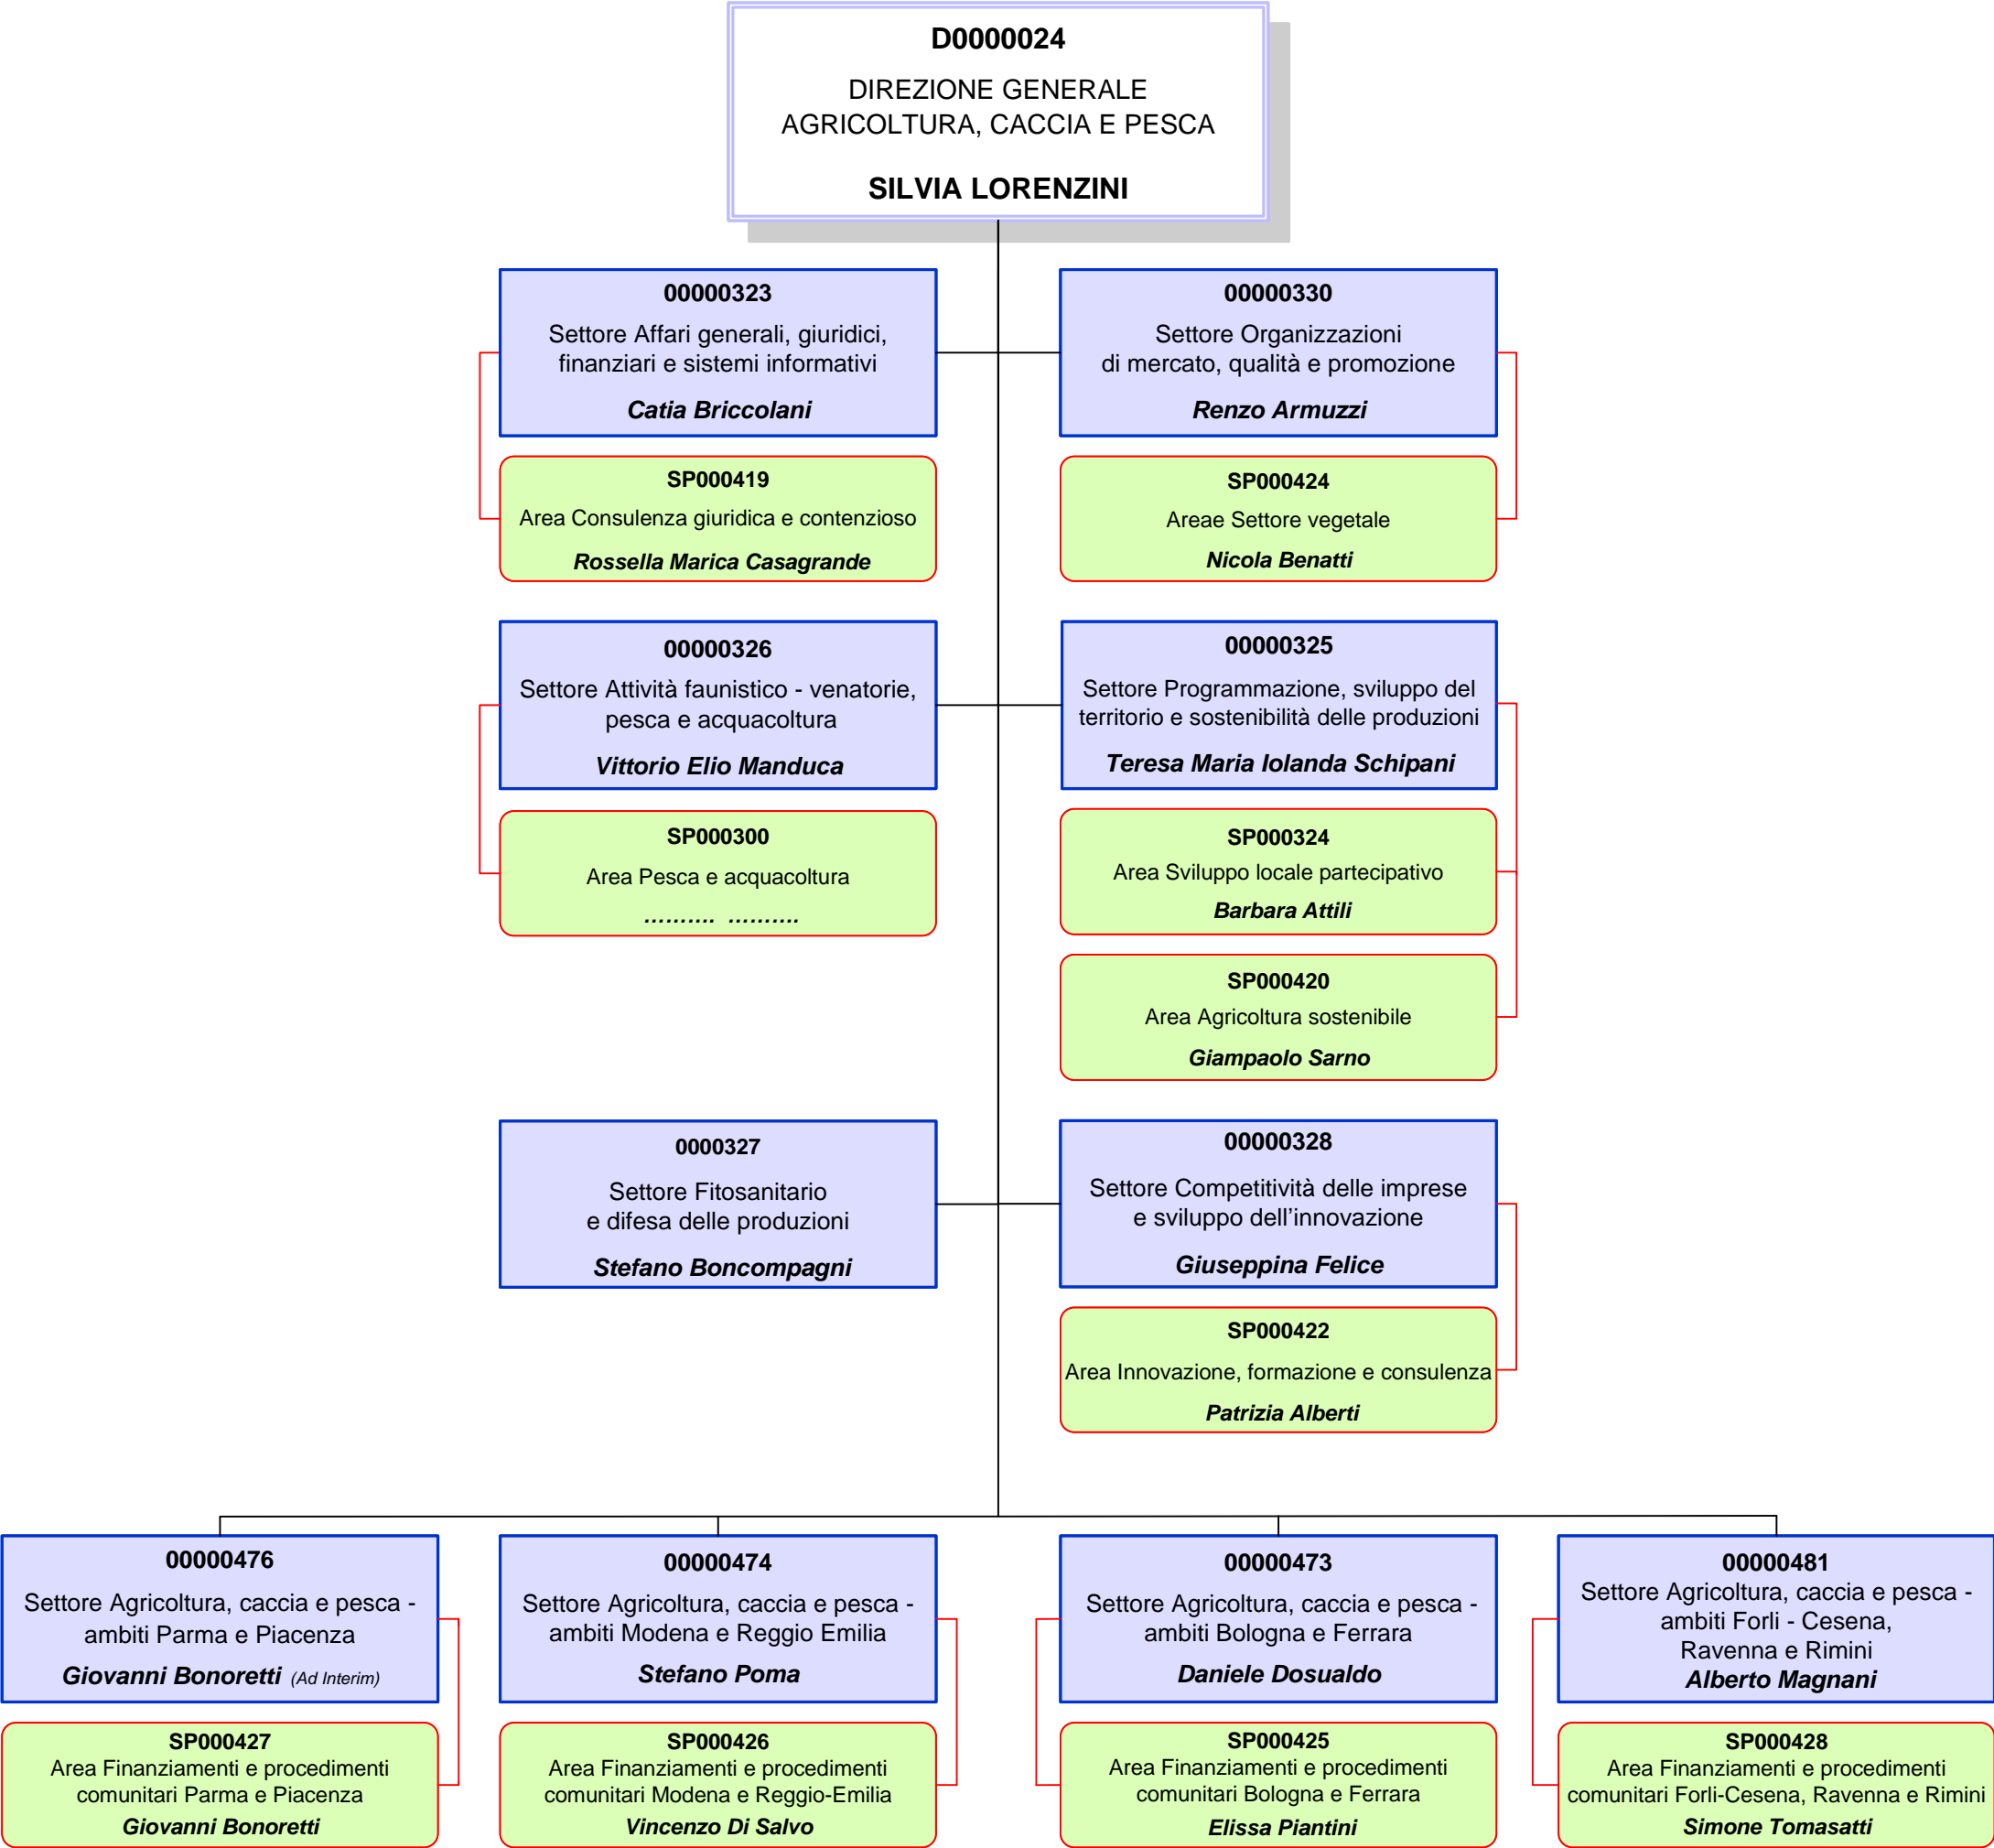 D0000024
DIREZIONE GENERALE
AGRICOLTURA, CACCIA E PESCA
SILVIA LORENZINI
00000323
Settore Affari generali, giuridici,
finanziari e sistemi informativi
Catia Briccolani
00000330
Settore Organizzazioni
di mercato, qualità e promozione
Renzo Armuzzi
SP000419
Area Consulenza giuridica e contenzioso
Rossella Marica Casagrande
SP000424
Areae Settore vegetale
Nicola Benatti
00000326
Settore Attività faunistico - venatorie,
pesca e acquacoltura
Vittorio Elio Manduca
00000325
Settore Programmazione, sviluppo del
territorio e sostenibilità delle produzioni
Teresa Maria Iolanda Schipani
SP000300
Area Pesca e acquacoltura
………. ……….
SP000324
Area Sviluppo locale partecipativo
Barbara Attili
SP000420
Area Agricoltura sostenibile
Giampaolo Sarno
0000327
Settore Fitosanitario
e difesa delle produzioni
Stefano Boncompagni
00000328
Settore Competitività delle imprese
e sviluppo dell’innovazione
Giuseppina Felice
SP000422
Area Innovazione, formazione e consulenza
Patrizia Alberti
00000476
Settore Agricoltura, caccia e pesca -
ambiti Parma e Piacenza
Giovanni Bonoretti (Ad Interim)
00000474
Settore Agricoltura, caccia e pesca -
ambiti Modena e Reggio Emilia
Stefano Poma
00000473
Settore Agricoltura, caccia e pesca -
ambiti Bologna e Ferrara
Daniele Dosualdo
00000481
Settore Agricoltura, caccia e pesca -
ambiti Forli - Cesena,
Ravenna e Rimini
Alberto Magnani
SP000427
Area Finanziamenti e procedimenti
comunitari Parma e Piacenza
Giovanni Bonoretti
SP000426
Area Finanziamenti e procedimenti
comunitari Modena e Reggio-Emilia
Vincenzo Di Salvo
SP000425
Area Finanziamenti e procedimenti
comunitari Bologna e Ferrara
Elissa Piantini
SP000428
Area Finanziamenti e procedimenti
comunitari Forli-Cesena, Ravenna e Rimini
Simone Tomasatti